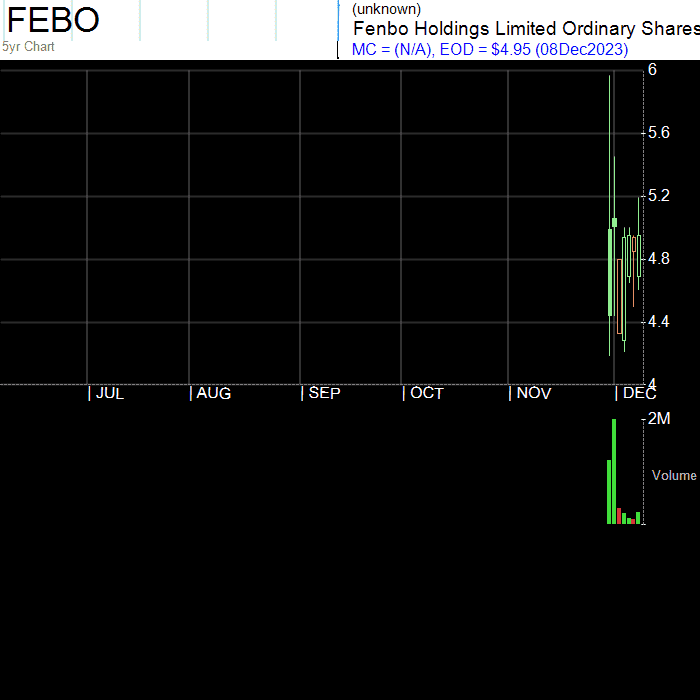 FEBO
5yr Chart
(unknown)
Fenbo Holdings Limited Ordinary Shares
MC = (N/A), EOD = $4.95 (08Dec2023)
6
5.6
5.2
4.8
4.4
4
| JUL | AUG | SEP | OCT | NOV | DEC
2M
Volume